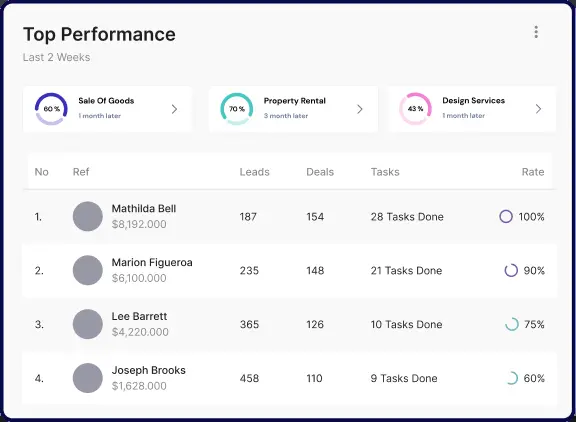 Top Performance
Last 2 Weeks
60 % Sale Of Goods
1 month later
70 % Property Rental
3 month later
43 % Design Services
1 month later
No Ref Leads Deals Tasks Rate
1. Mathilda Bell 187 154 28 Tasks Done 100%
$8,192.000
2. Marion Figueroa 235 148 21 Tasks Done 90%
$6,100.000
3. Lee Barrett 365 126 10 Tasks Done 75%
$4,220.000
4. Joseph Brooks 458 110 9 Tasks Done 60%
$1,628.000